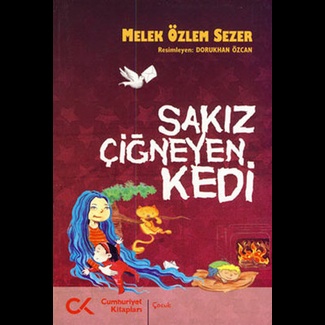 MELEK ÖZLEM SEZER
Resimleyen: DORUKHAN ÖZCAN
SAKIZ
ÇİĞNEYEN
KEDİ
Cumhuriyet
Kitapları
Çocuk